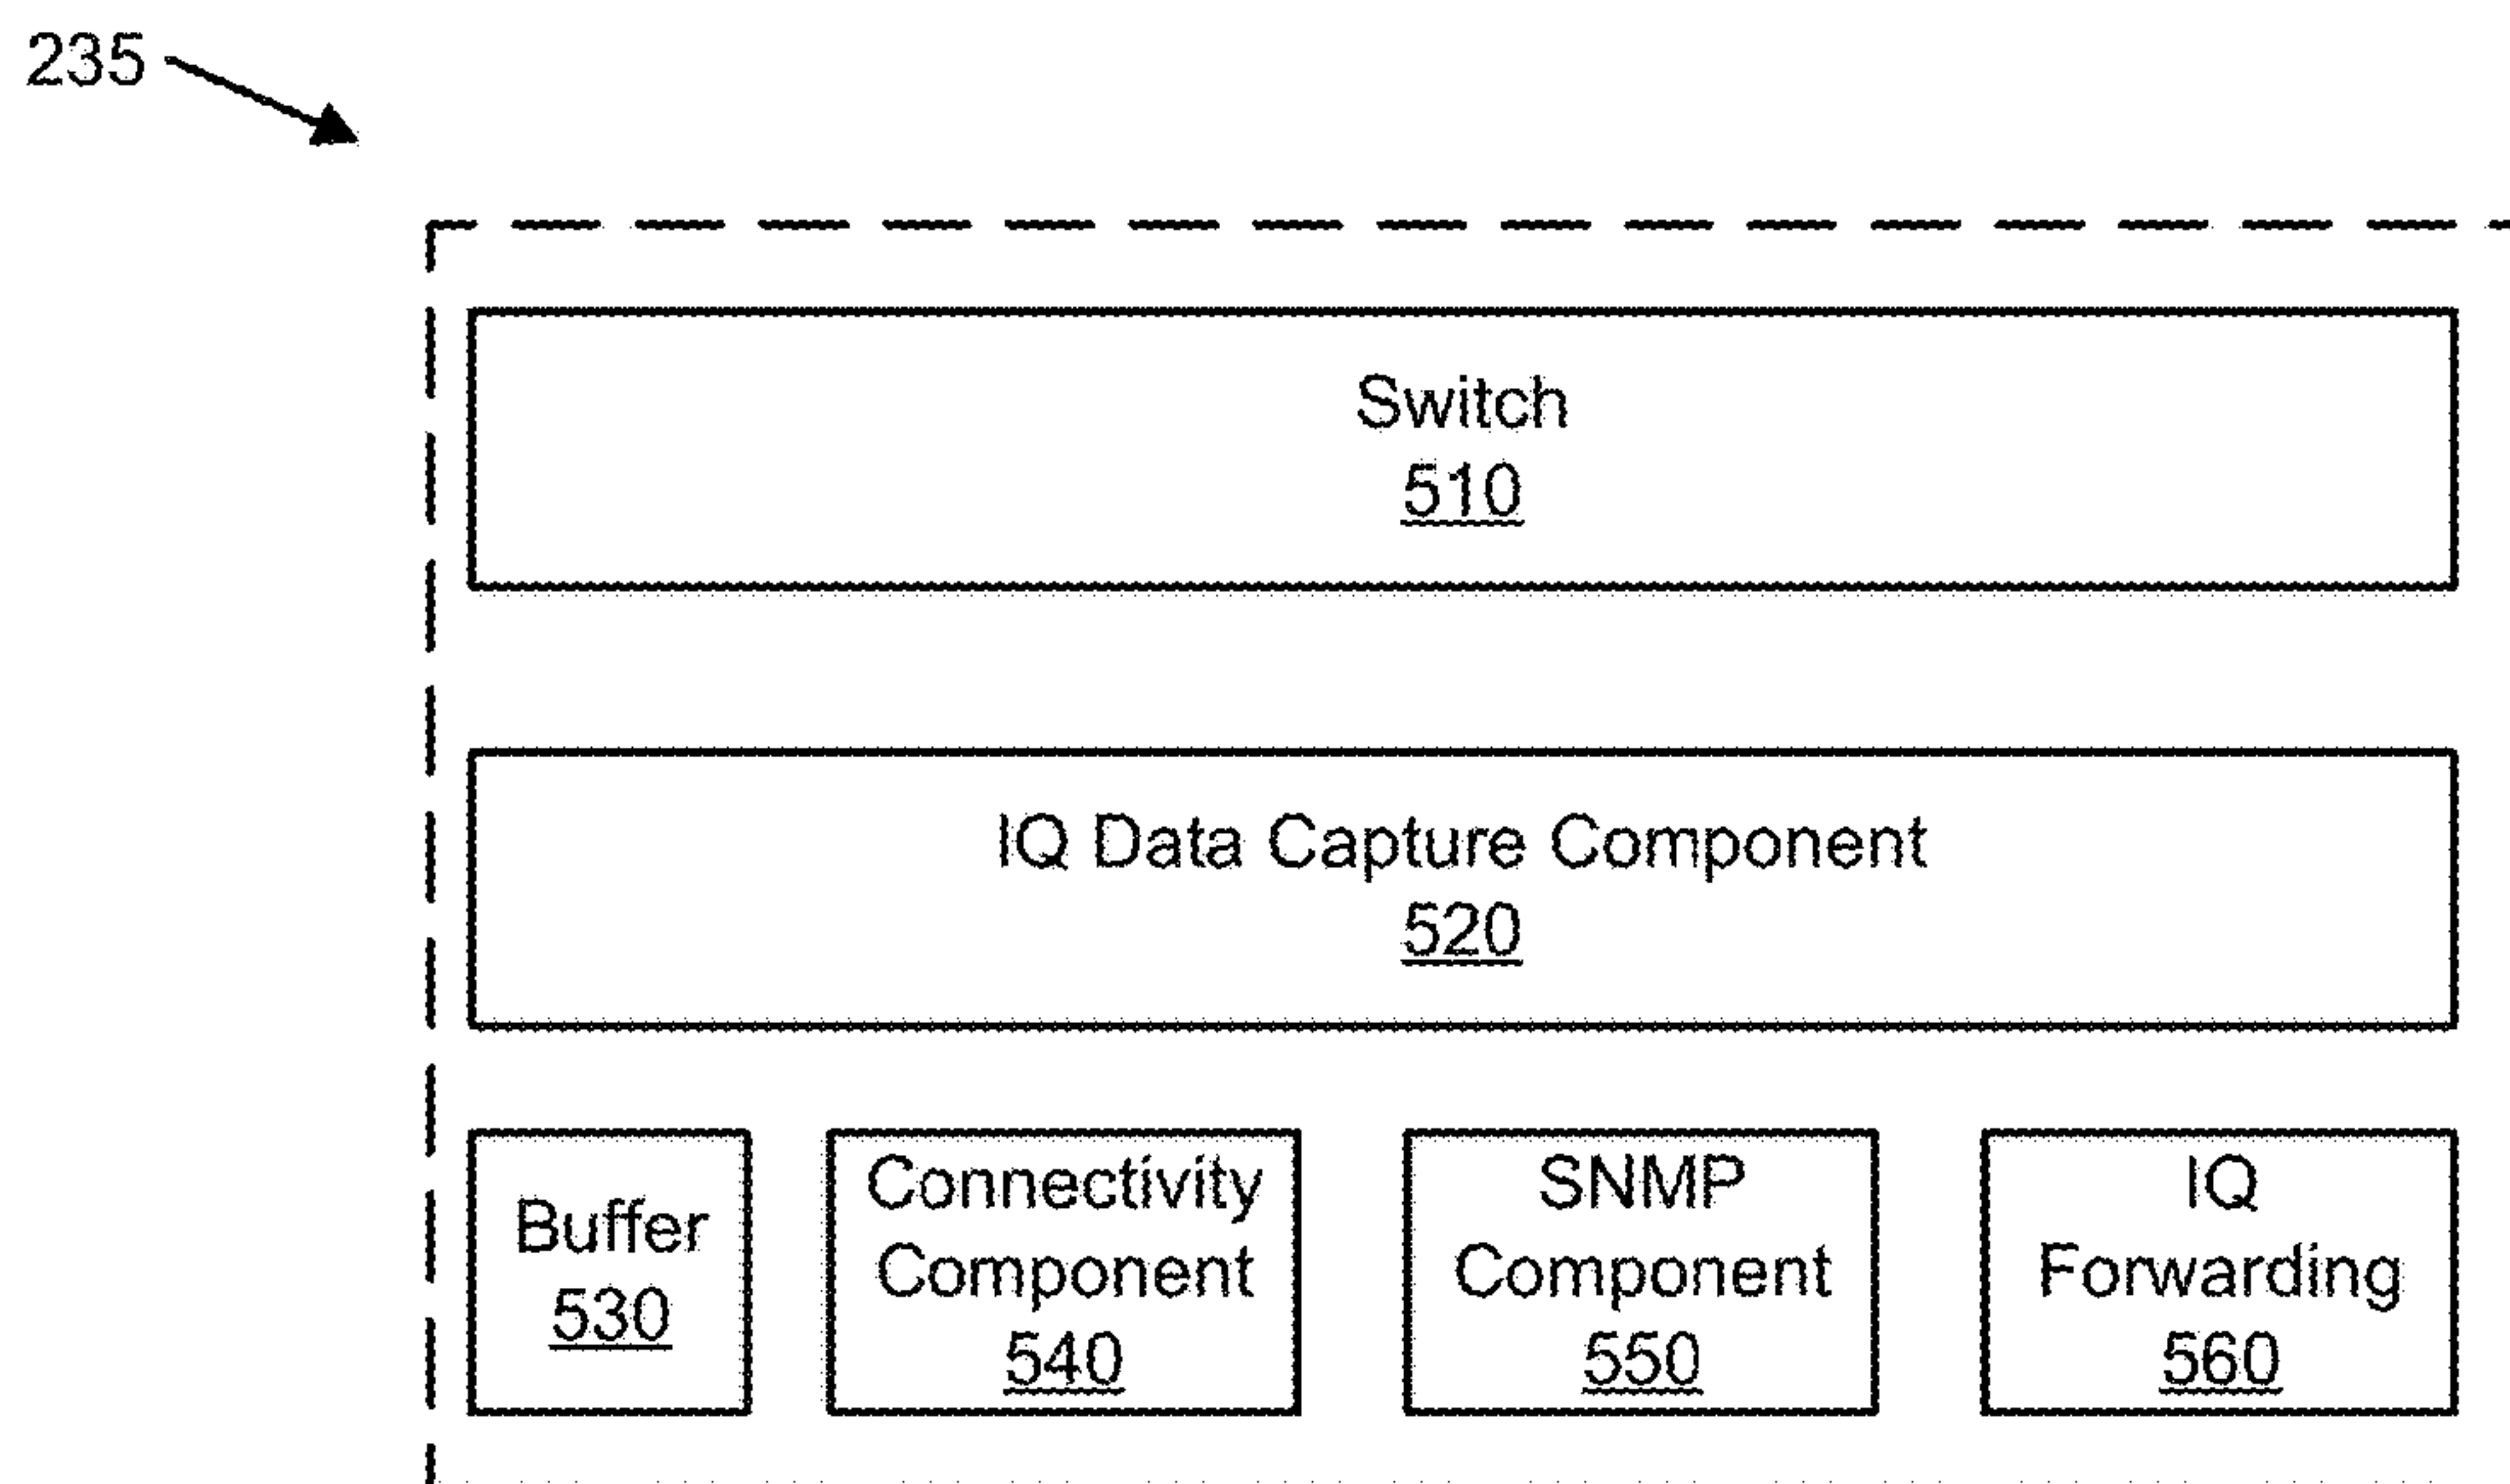 235
Switch
510
IQ Data Capture Component
520
Buffer
530
Connectivity
Component
540
SNMP
Component
550
IQ
Forwarding
560